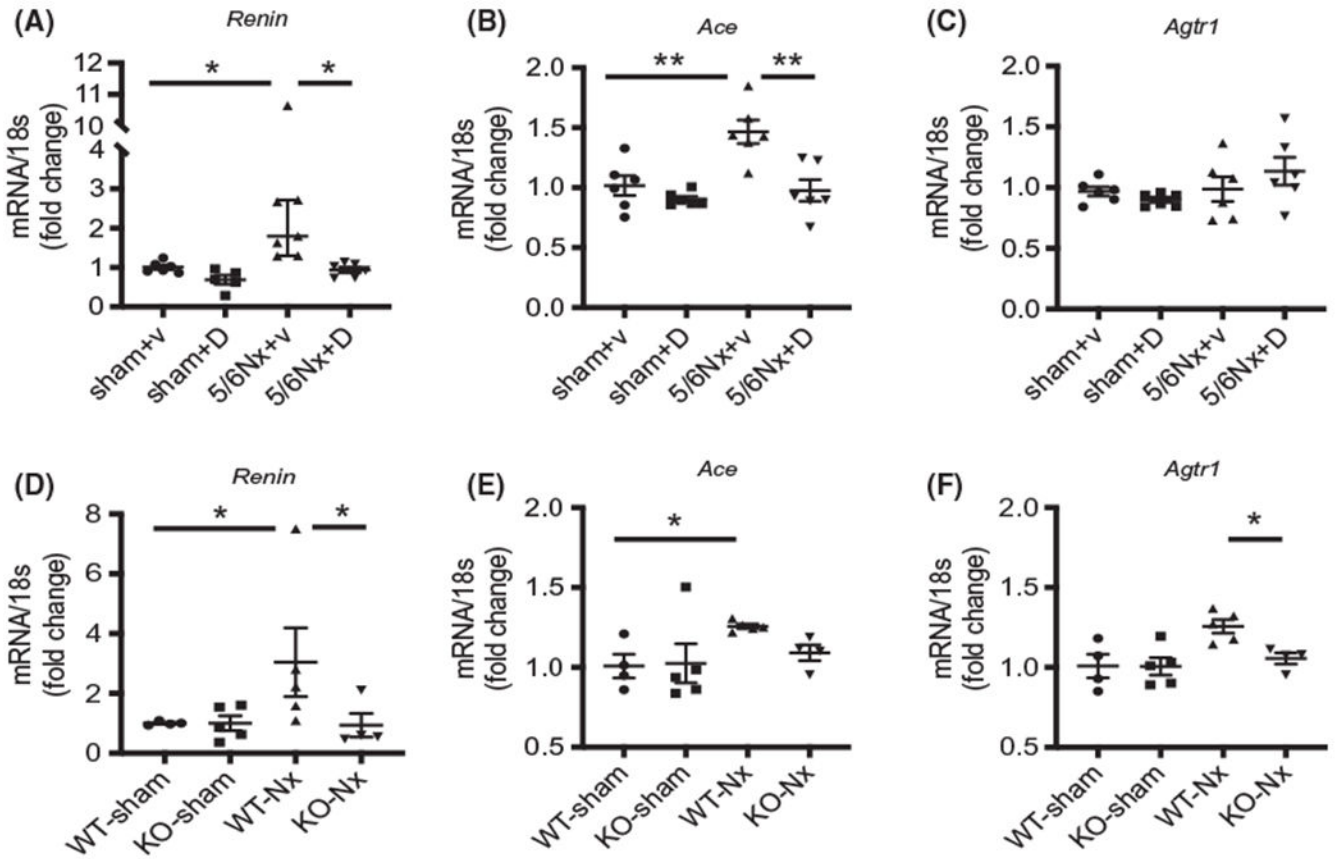 (A)
Renin
mRNA/18s
(fold change)
12
11
10
4
3
2
1
0
*
*
sham+v
sham+D
5/6Nx+v
5/6Nx+D
(B)
Ace
mRNA/18s
(fold change)
2.0
1.5
1.0
0.5
0.0
**
**
sham+v
sham+D
5/6Nx+v
5/6Nx+D
(C)
Agtr1
mRNA/18s
(fold change)
2.0
1.5
1.0
0.5
0.0
sham+v
sham+D
5/6Nx+v
5/6Nx+D
(D)
Renin
mRNA/18s
(fold change)
8
6
4
2
0
*
*
WT-sham
KO-sham
WT-Nx
KO-Nx
(E)
Ace
mRNA/18s
(fold change)
2.0
1.5
1.0
0.5
*
WT-sham
KO-sham
WT-Nx
KO-Nx
(F)
Agtr1
mRNA/18s
(fold change)
2.0
1.5
1.0
0.5
*
WT-sham
KO-sham
WT-Nx
KO-Nx